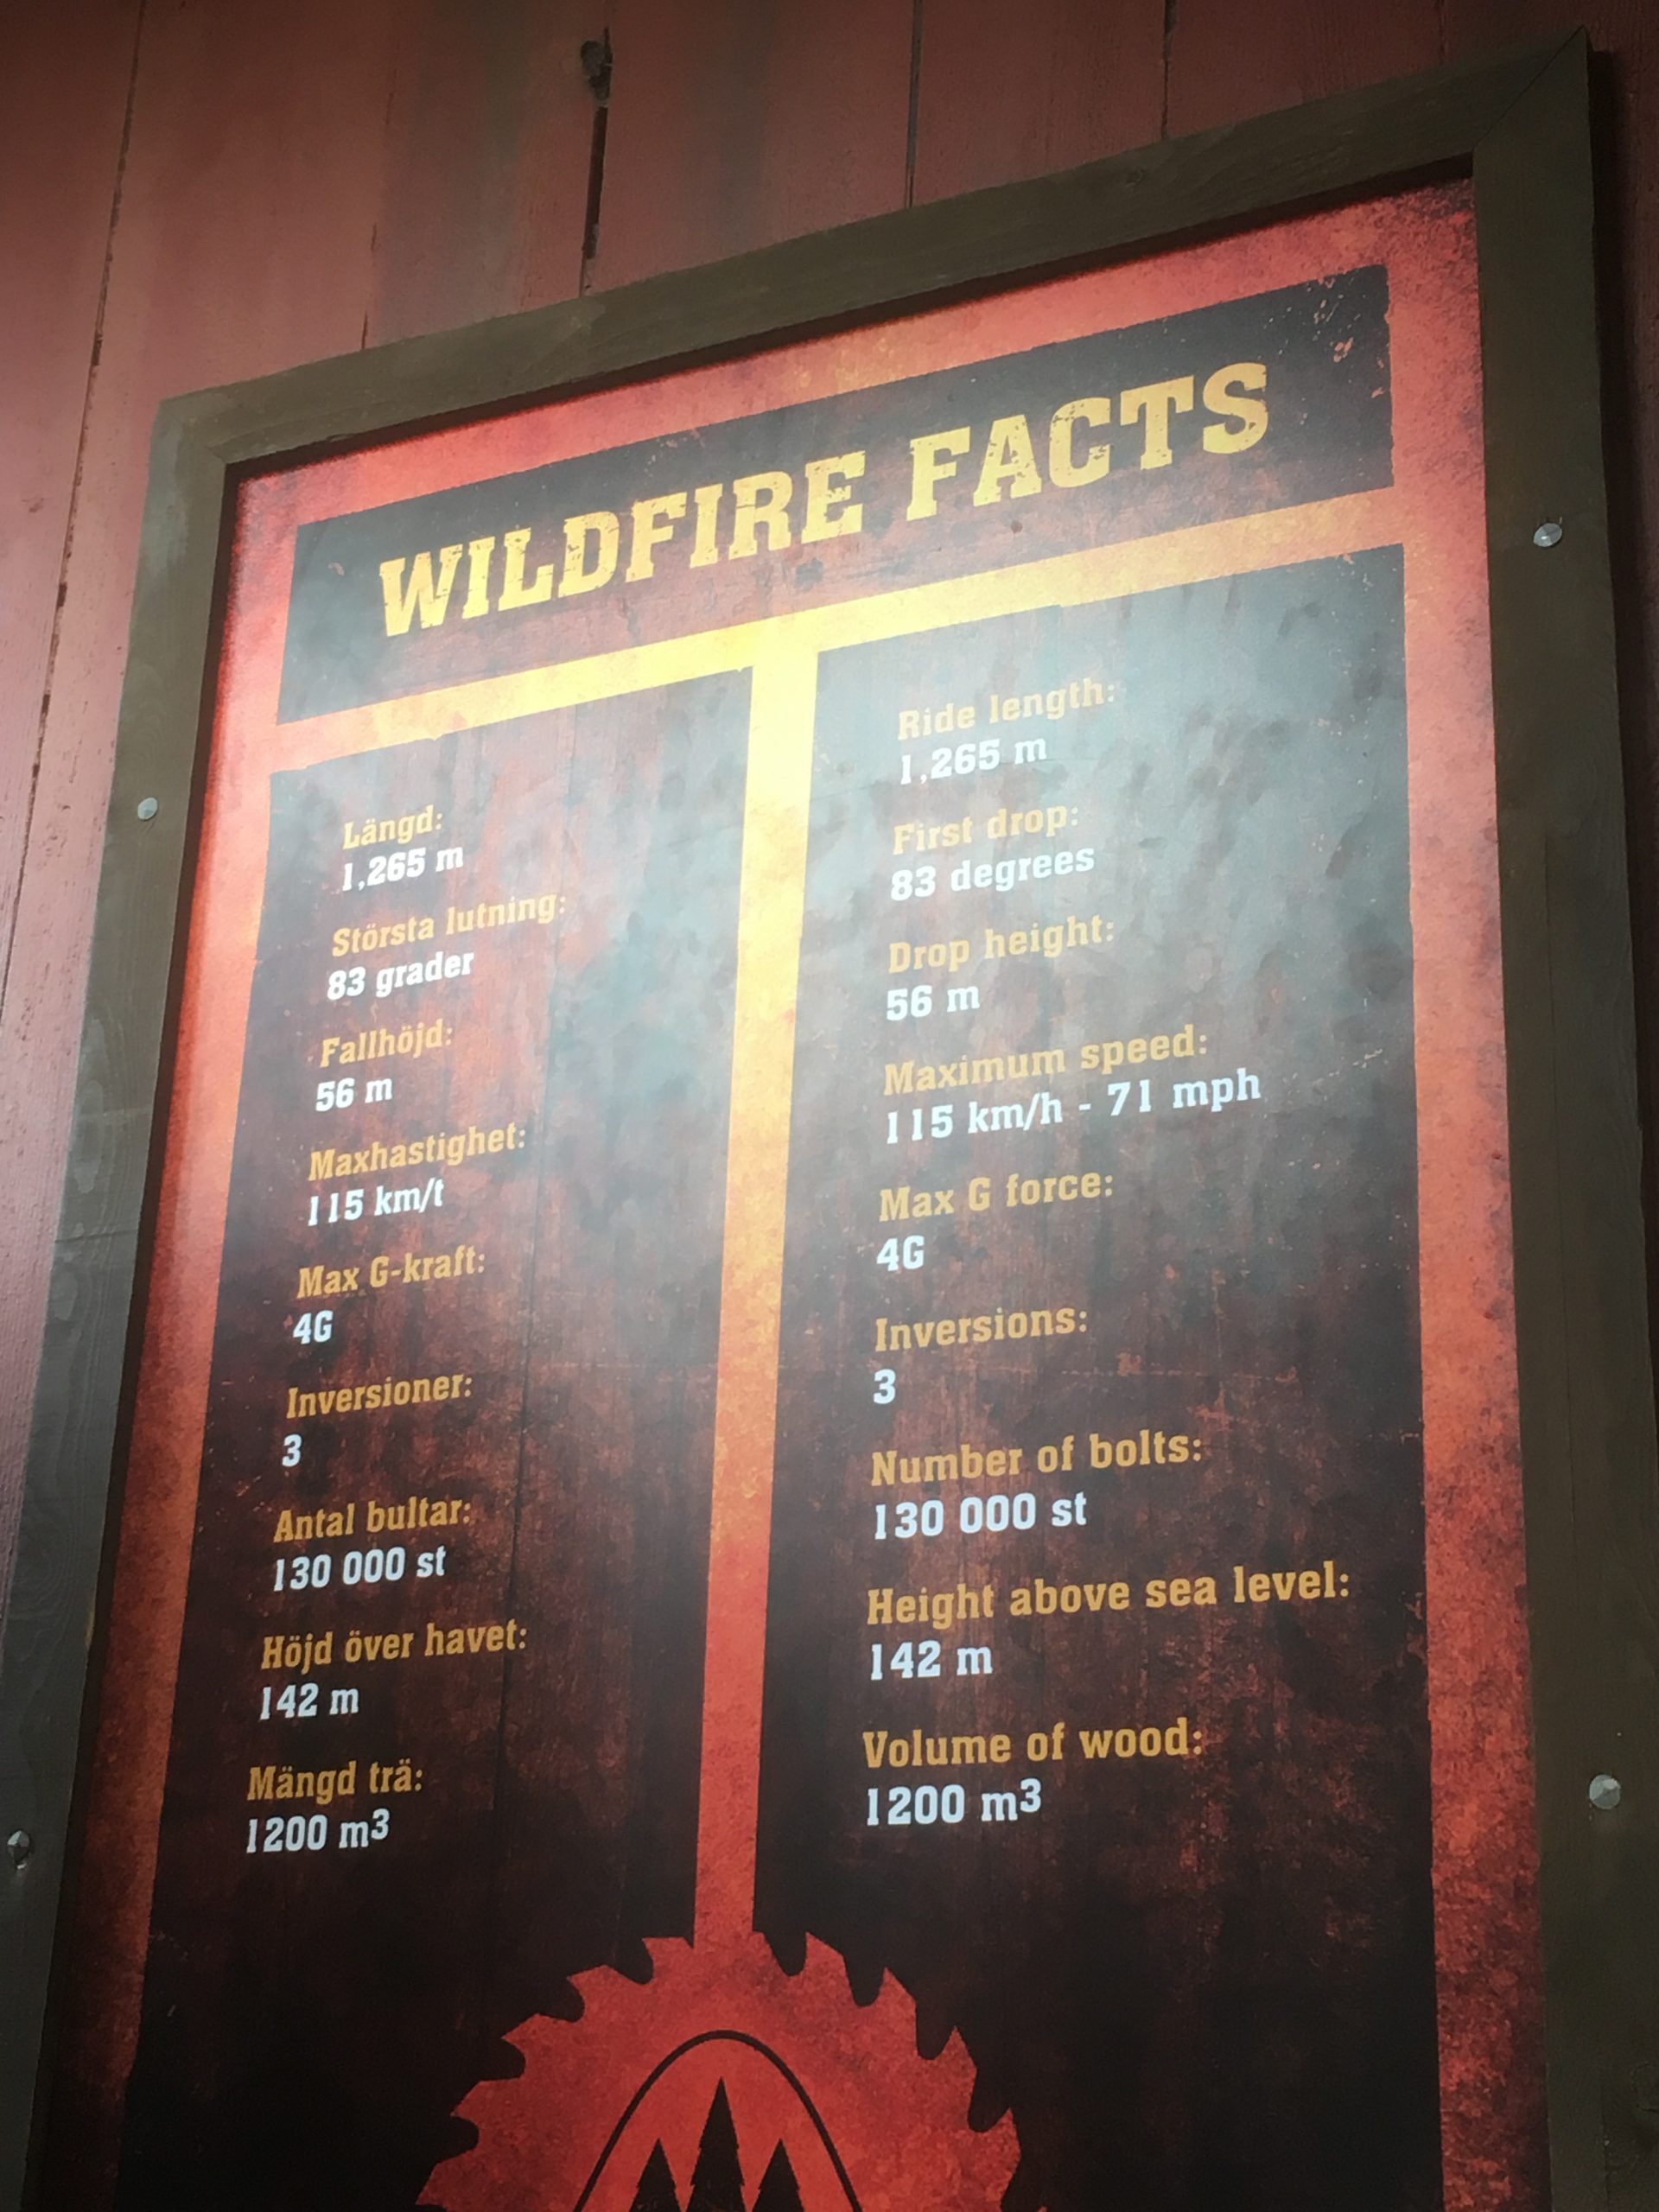 WILDFIRE FACTS
Längd:
1,265 m
Största lutning:
83 grader
Fallhöjd:
56 m
Maxhastighet:
115 km/t
Max G-kraft:
4G
Inversioner:
3
Antal bultar:
130 000 st
Höjd över havet:
142 m
Mängd trä:
1200 m³
Ride length:
1,265 m
First drop:
83 degrees
Drop height:
56 m
Maximum speed:
115 km/h - 71 mph
Max G force:
4G
Inversions:
3
Number of bolts:
130 000 st
Height above sea level:
142 m
Volume of wood:
1200 m³